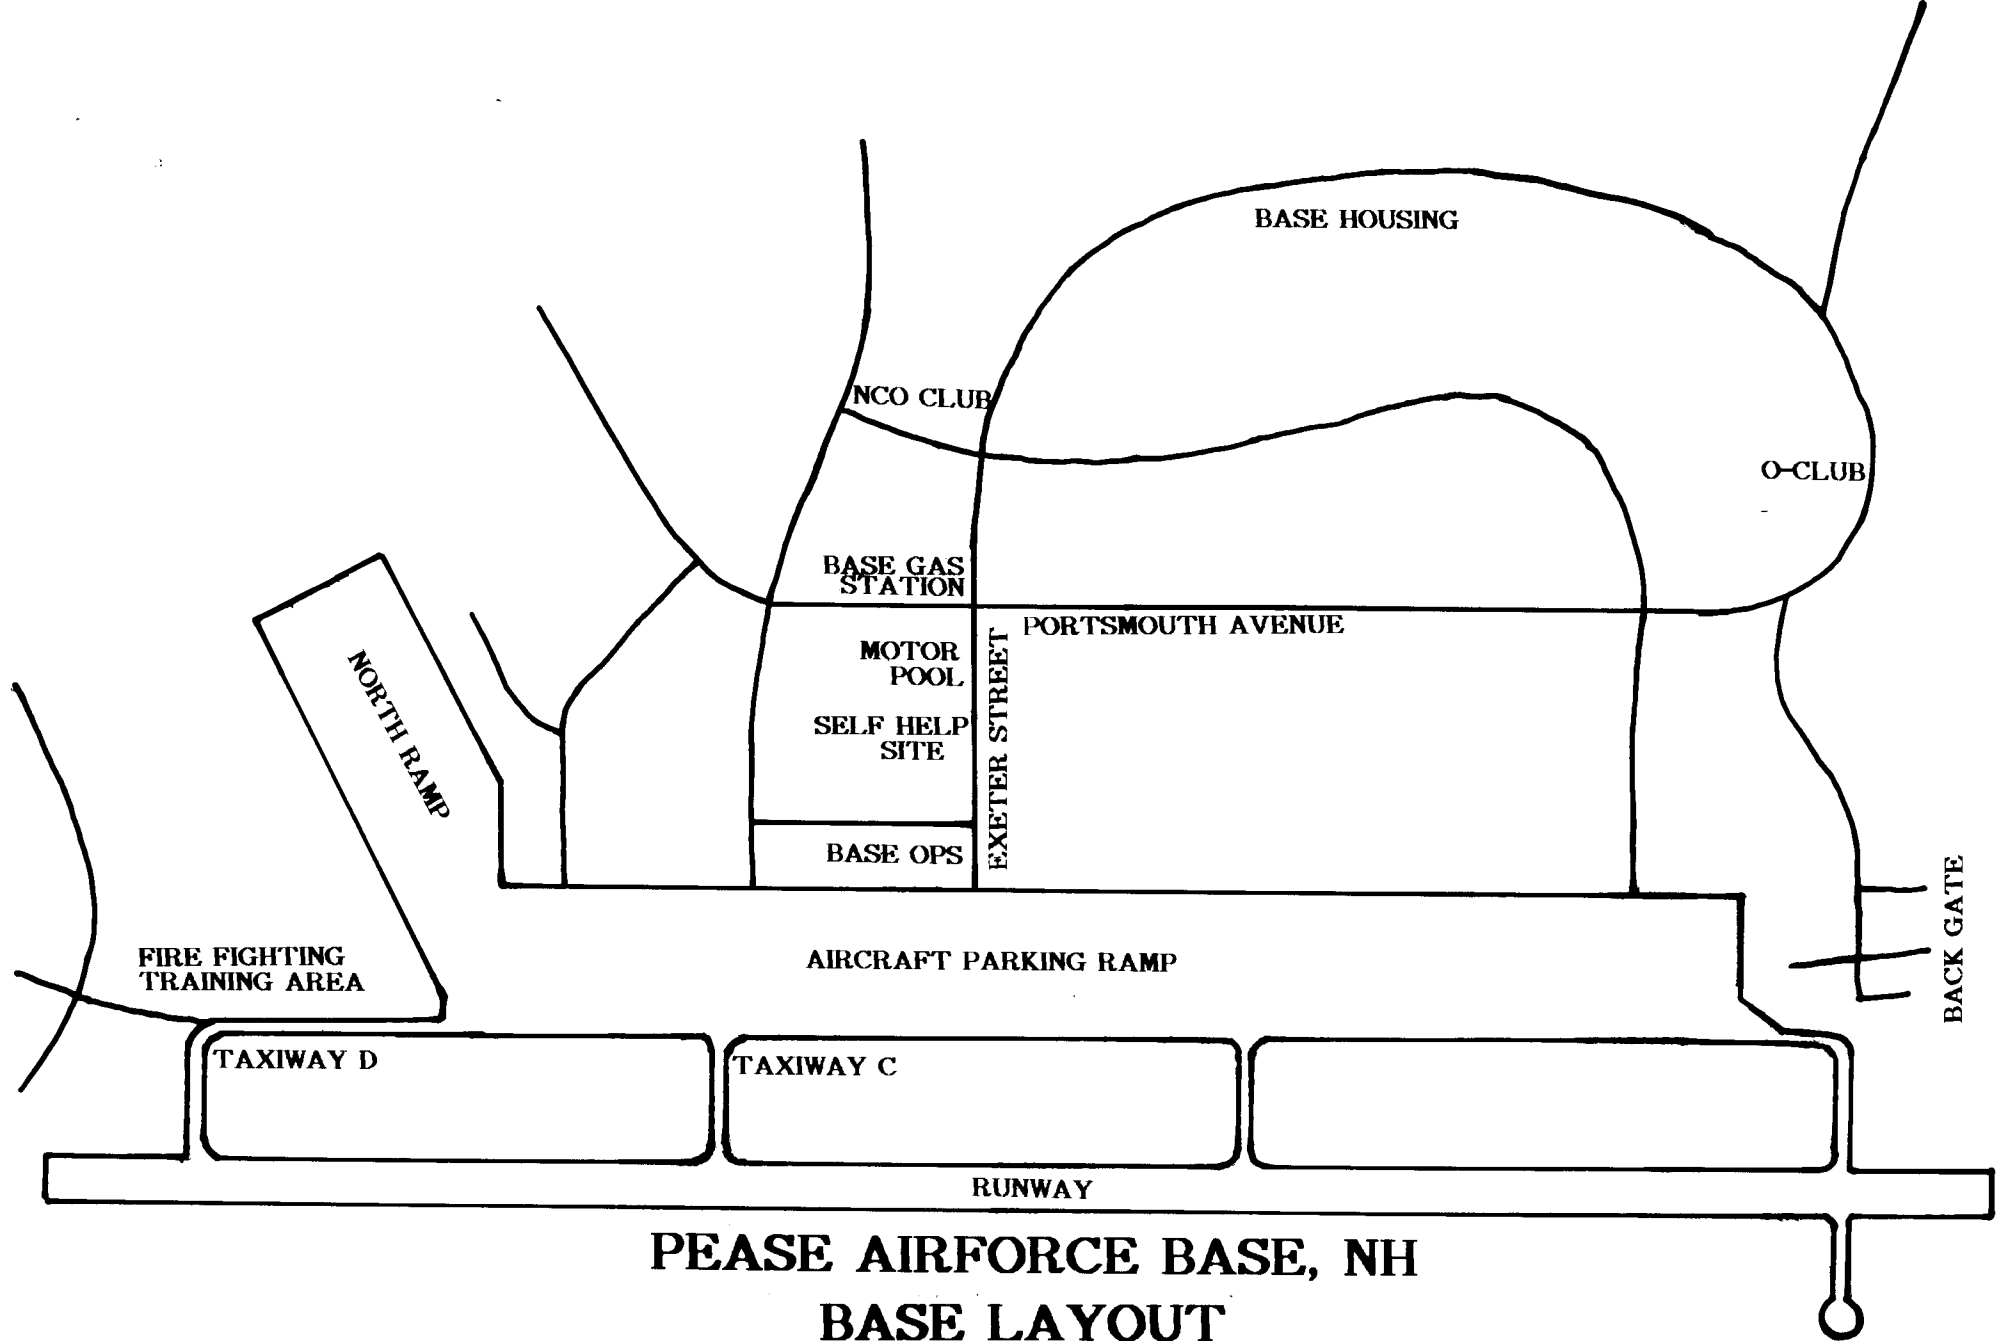 BASE HOUSING
NCO CLUB
O-CLUB
BASE GAS
STATION
PORTSMOUTH AVENUE
MOTOR
POOL
EXETER STREET
NORTH RAMP
SELF HELP
SITE
BASE OPS
BACK GATE
FIRE FIGHTING
TRAINING AREA
AIRCRAFT PARKING RAMP
TAXIWAY D
TAXIWAY C
RUNWAY
PEASE AIRFORCE BASE, NH
BASE LAYOUT